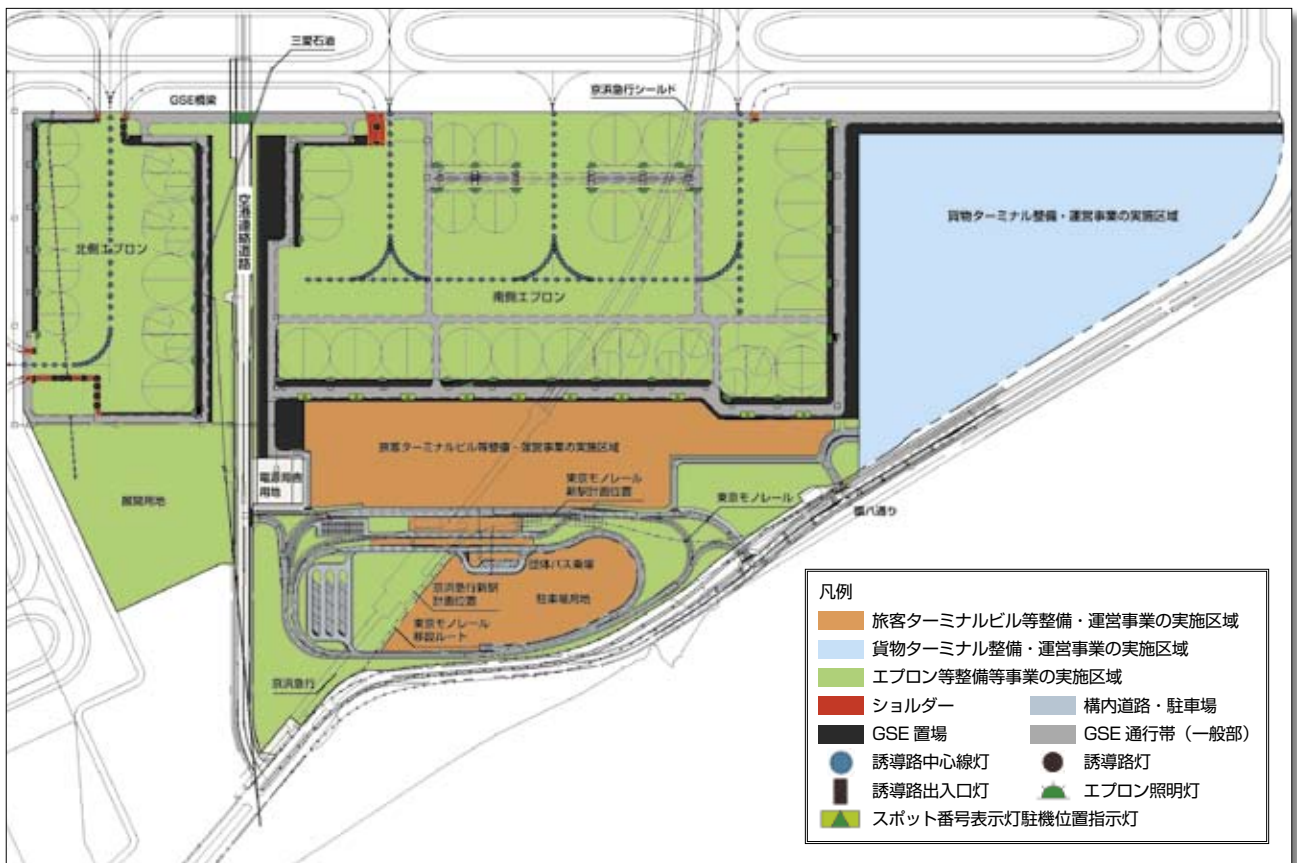 三愛石油
GSE橋梁
京浜急行シールド
空港連絡道路
北側エプロン
貨物ターミナル整備・運営事業の実施区域
南側エプロン
旅客ターミナルビル等整備・運営事業の実施区域
電源局舎
用地
東京モノレール
新駅計画位置
東京モノレール
展開用地
環八通り
団体バス乗場
京浜急行新駅
計画位置
駐車場用地
東京モノレール
移設ルート
京浜急行
凡例
旅客ターミナルビル等整備・運営事業の実施区域
貨物ターミナル整備・運営事業の実施区域
エプロン等整備等事業の実施区域
ショルダー 構内道路・駐車場
GSE 置場 GSE 通行帯（一般部）
誘導路中心線灯 誘導路灯
誘導路出入口灯 エプロン照明灯
スポット番号表示灯駐機位置指示灯